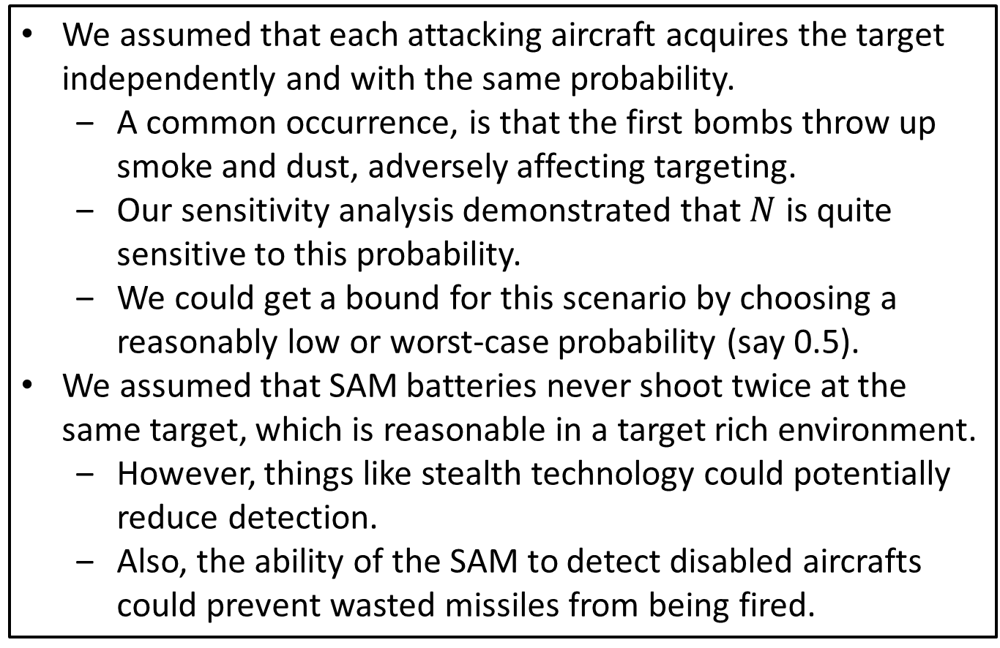 • We assumed that each attacking aircraft acquires the target
independently and with the same probability.
– A common occurrence, is that the first bombs throw up
smoke and dust, adversely affecting targeting.
– Our sensitivity analysis demonstrated that N is quite
sensitive to this probability.
– We could get a bound for this scenario by choosing a
reasonably low or worst-case probability (say 0.5).
• We assumed that SAM batteries never shoot twice at the
same target, which is reasonable in a target rich environment.
– However, things like stealth technology could potentially
reduce detection.
– Also, the ability of the SAM to detect disabled aircrafts
could prevent wasted missiles from being fired.